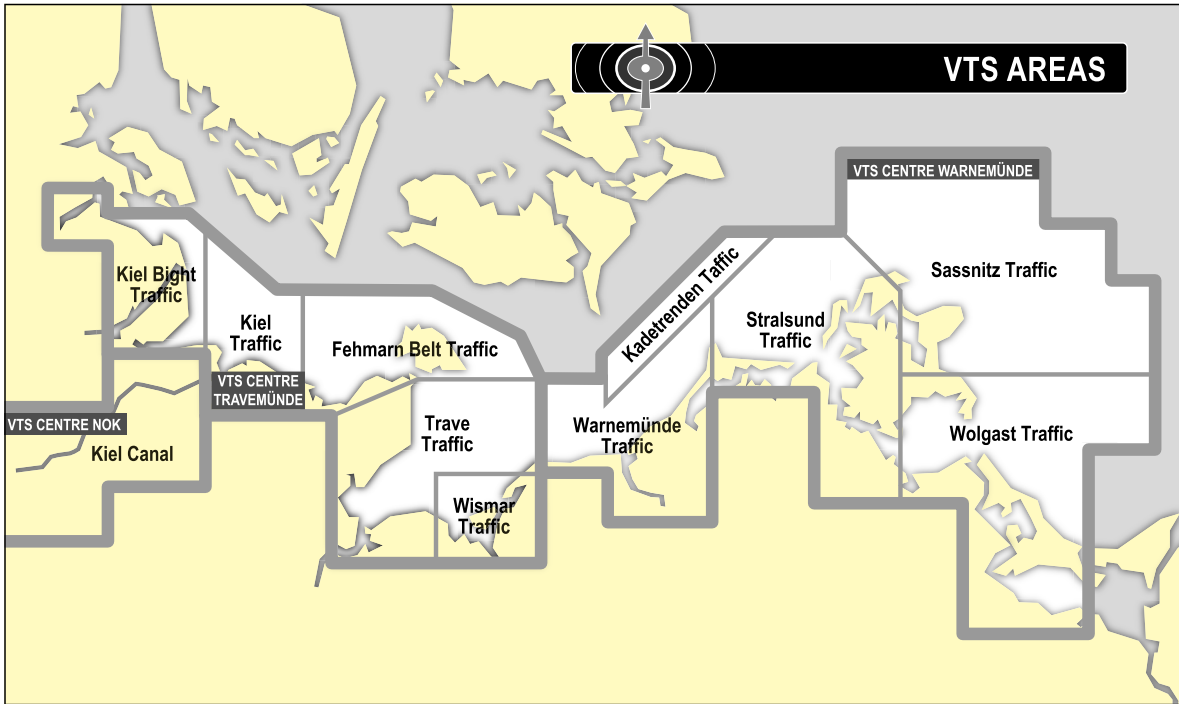 VTS AREAS
VTS CENTRE WARNEMÜNDE
Kiel Bight
Traffic
Kiel
Traffic
Fehmarn Belt Traffic
Kadetrenden Taffic
Stralsund
Traffic
Sassnitz Traffic
VTS CENTRE
TRAVEMÜNDE
VTS CENTRE NOK
Kiel Canal
Trave
Traffic
Warnemünde
Traffic
Wolgast Traffic
Wismar
Traffic